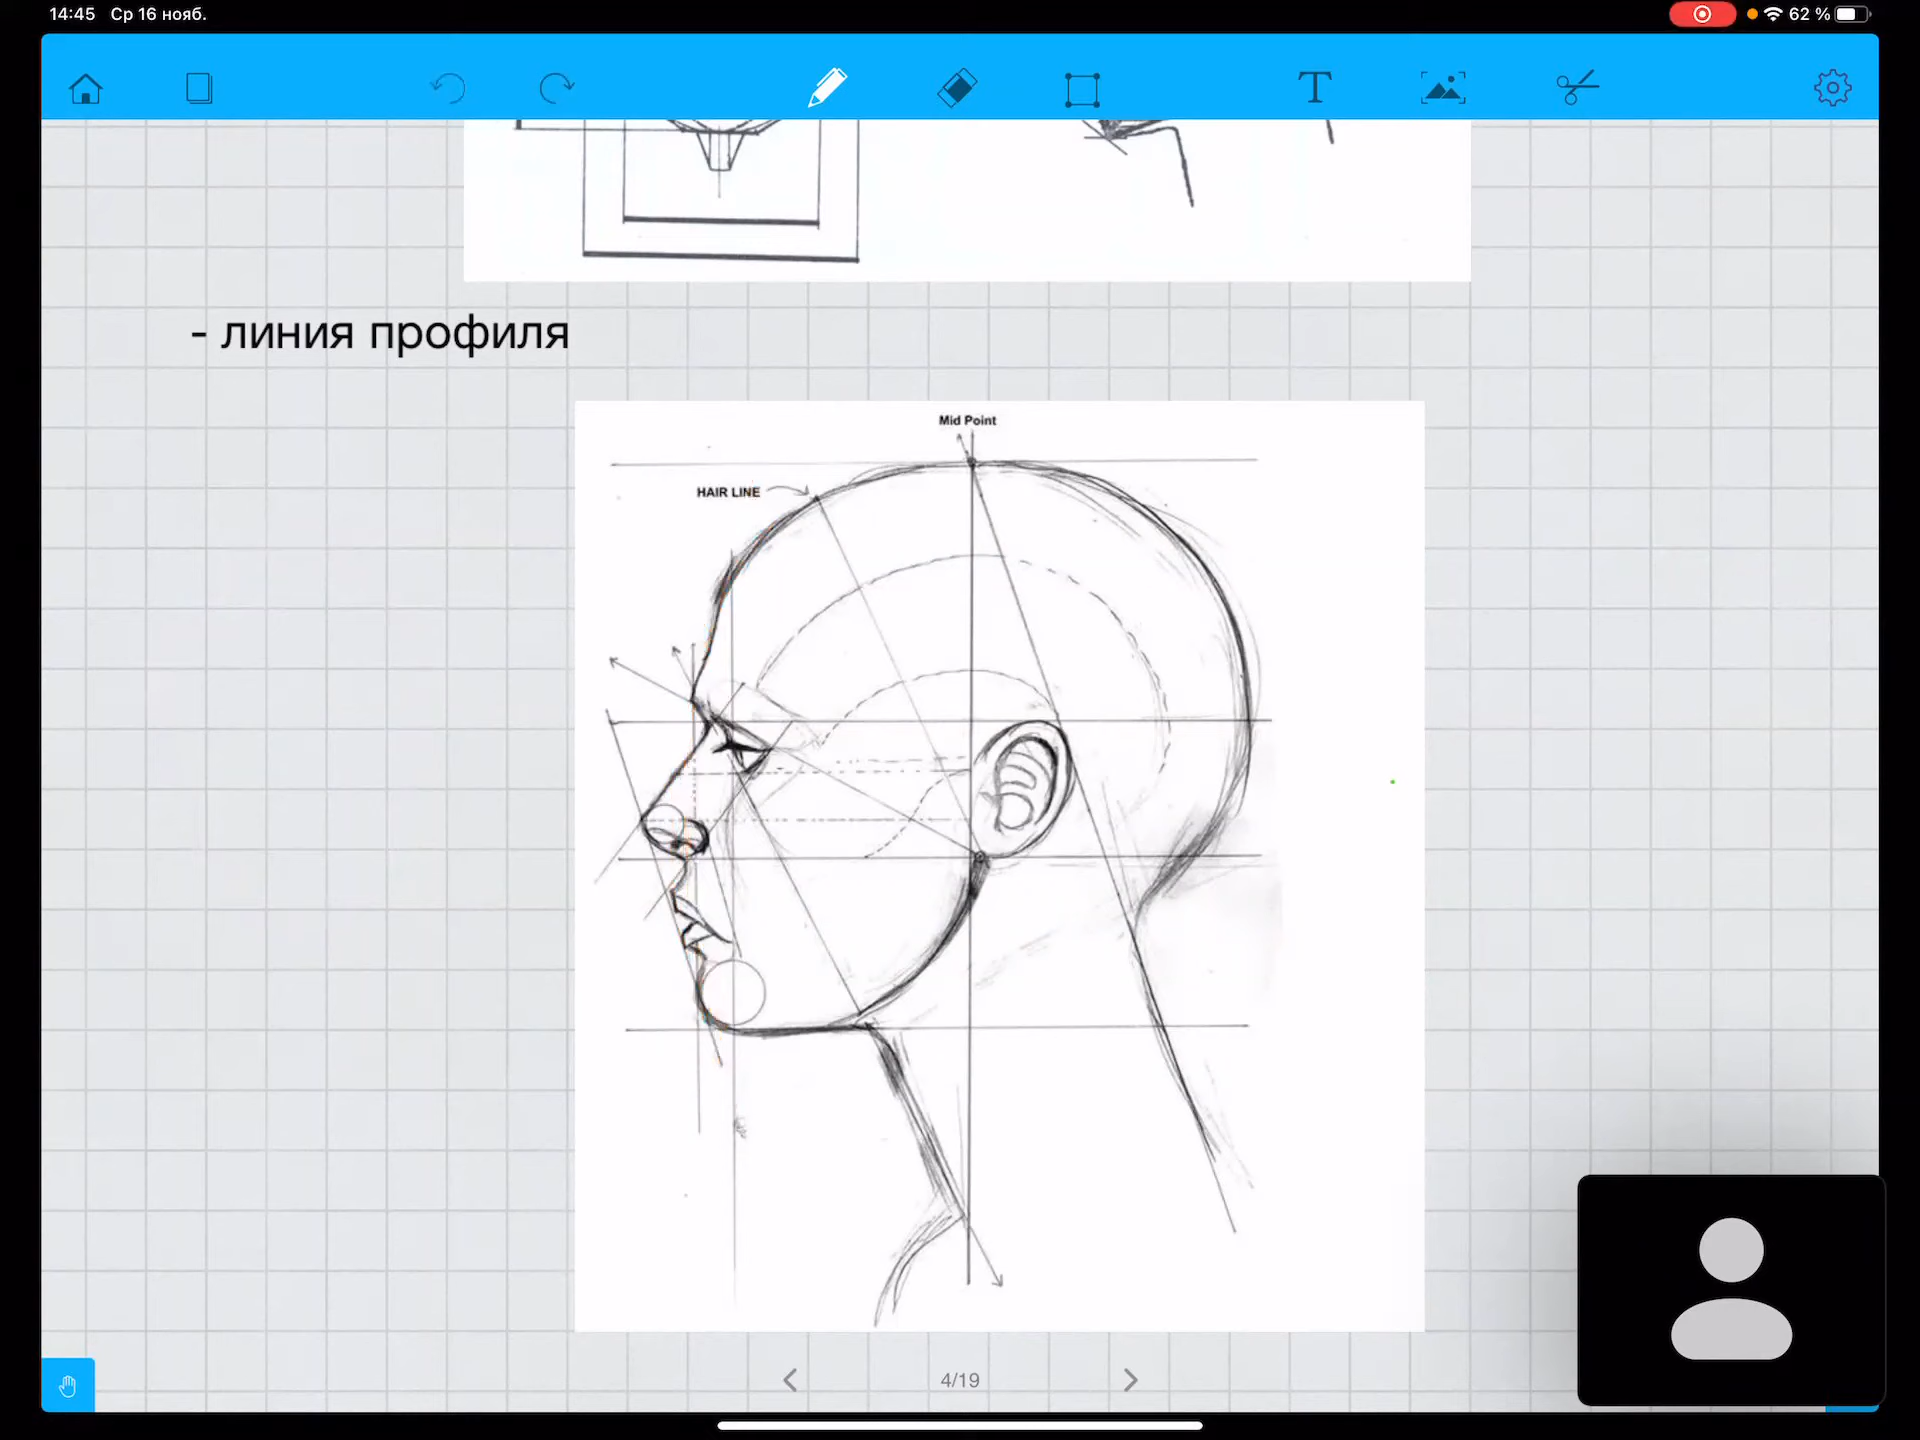 14:45 Ср 16 нояб.
62 %
T
- линия профиля
Mid Point
HAIR LINE
4/19